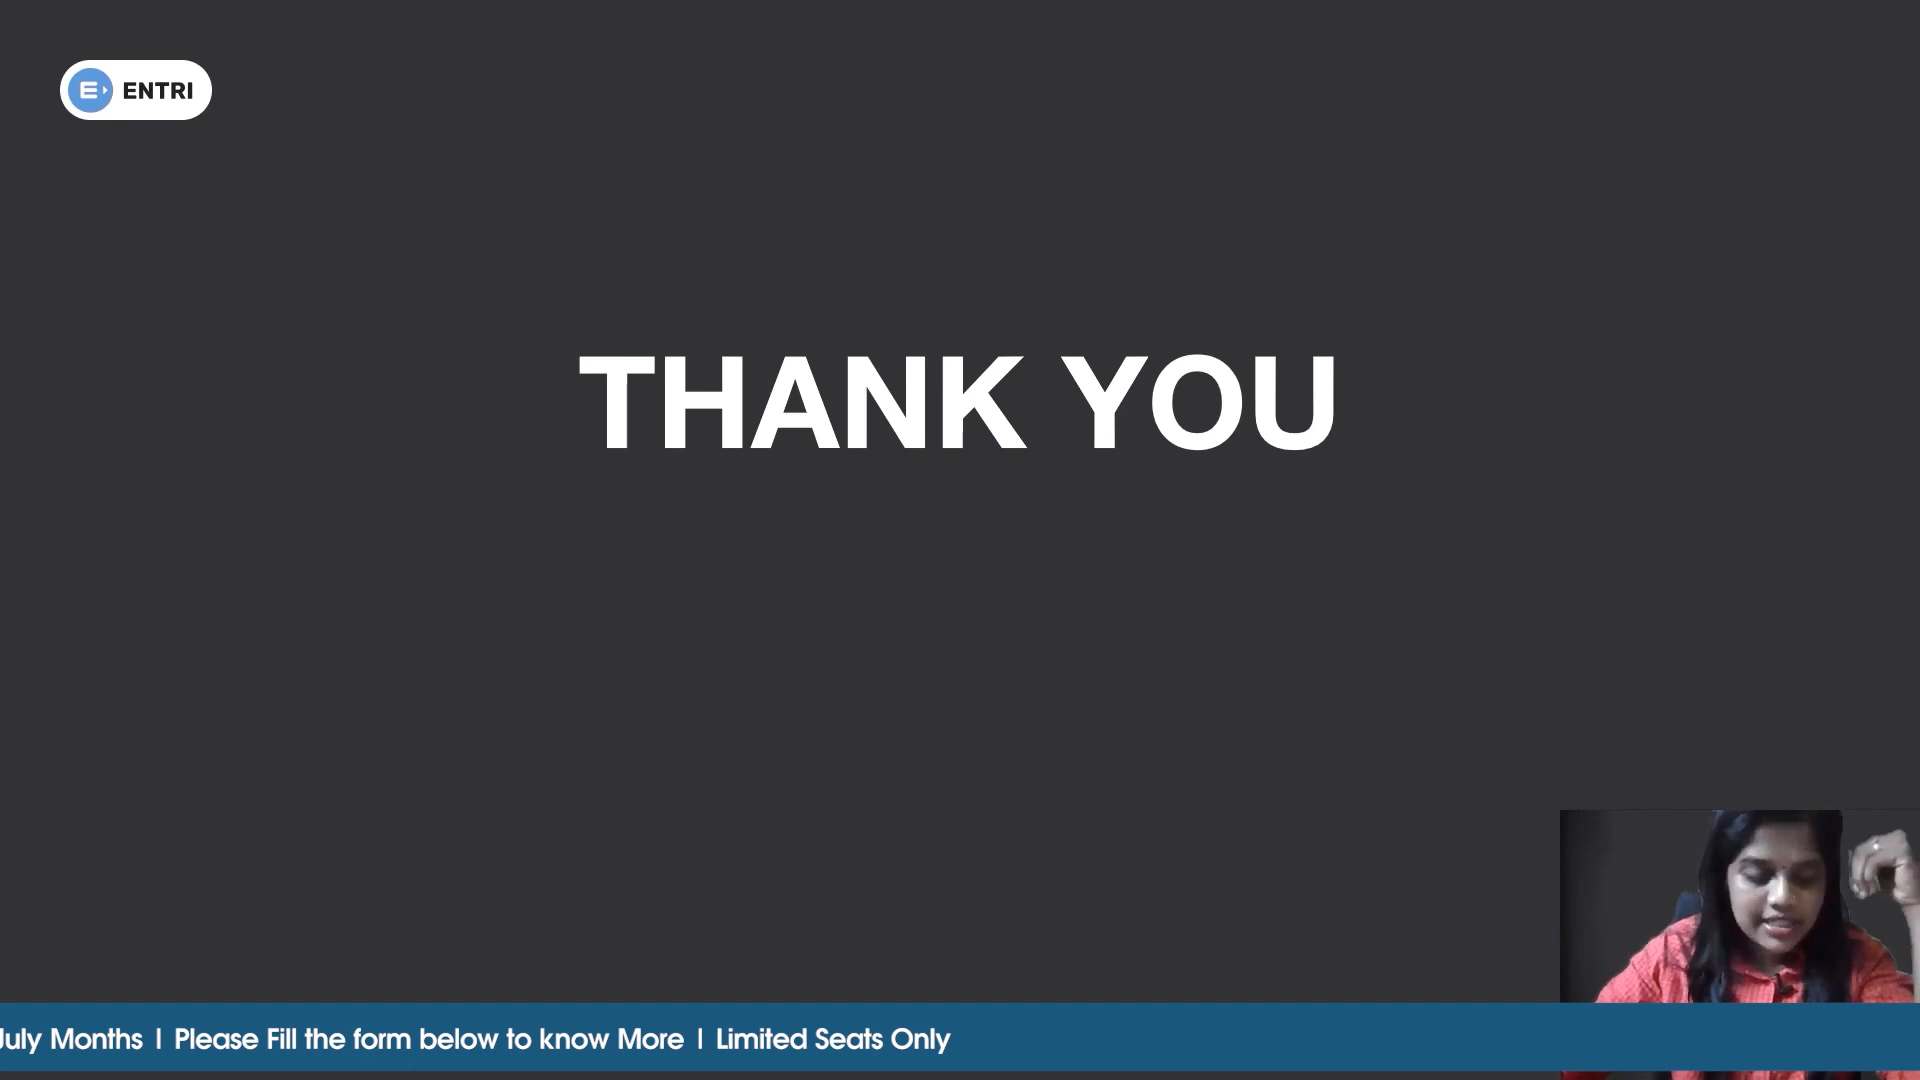 ENTRI
THANK YOU
July Months | Please Fill the form below to know More | Limited Seats Only